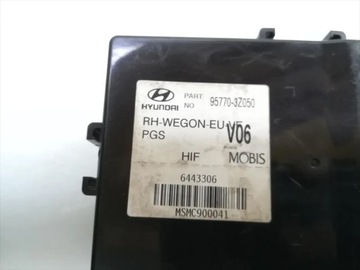 HYUNDAI
PART NO 95770-3Z050
RH-WEGON-EU
PGS V06
HIF MOBIS
6443306
MSMC900041